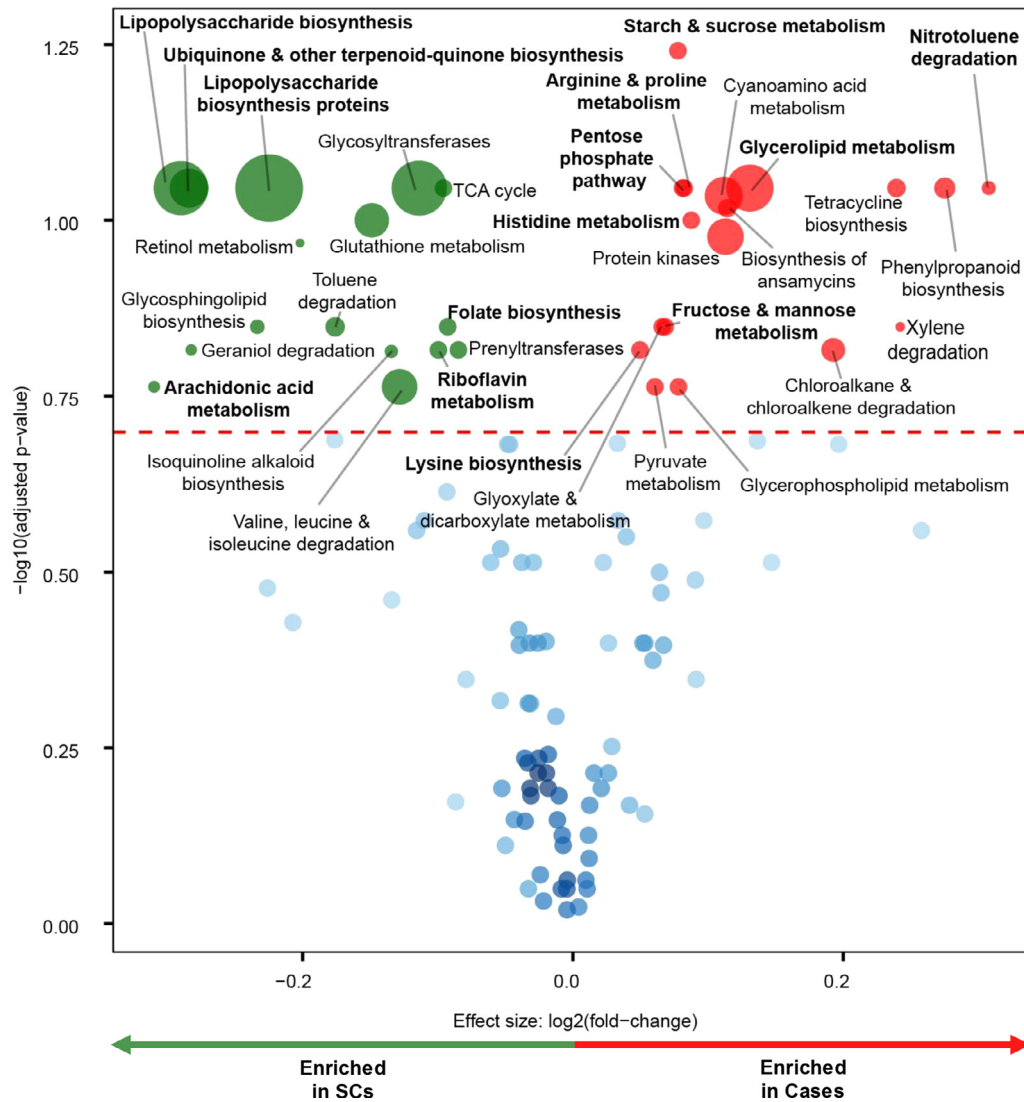 Lipopolysaccharide biosynthesis
Ubiquinone & other terpenoid-quinone biosynthesis
Lipopolysaccharide
biosynthesis proteins
Glycosyltransferases
TCA cycle
Retinol metabolism
Glutathione metabolism
Starch & sucrose metabolism
Arginine & proline
metabolism
Cyanoamino acid
metabolism
Nitrotoluene
degradation
Pentose
phosphate
pathway
Glycerolipid metabolism
Histidine metabolism
Tetracycline
biosynthesis
Protein kinases
Biosynthesis of
ansamycins
Phenylpropanoid
biosynthesis
Glycosphingolipid
biosynthesis
Toluene
degradation
Folate biosynthesis
Fructose & mannose
metabolism
Xylene
degradation
Geraniol degradation
Prenyltransferases
Arachidonic acid
metabolism
Riboflavin
metabolism
Chloroalkane &
chloroalkene degradation
Isoquinoline alkaloid
biosynthesis
Lysine biosynthesis
Pyruvate
metabolism
Glycerophospholipid metabolism
Glyoxylate &
dicarboxylate metabolism
Valine, leucine &
isoleucine degradation
−log10(adjusted p−value)
1.25
1.00
0.75
0.50
0.25
0.00
−0.2
0.0
0.2
Effect size: log2(fold−change)
Enriched
in SCs
Enriched
in Cases